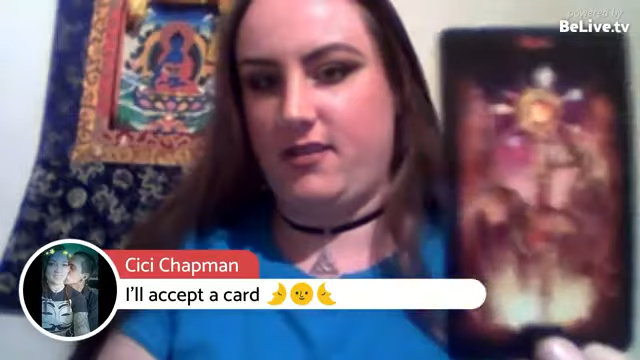 powered by
BeLive.tv
Cici Chapman
I'll accept a card 🌛🌝🌜